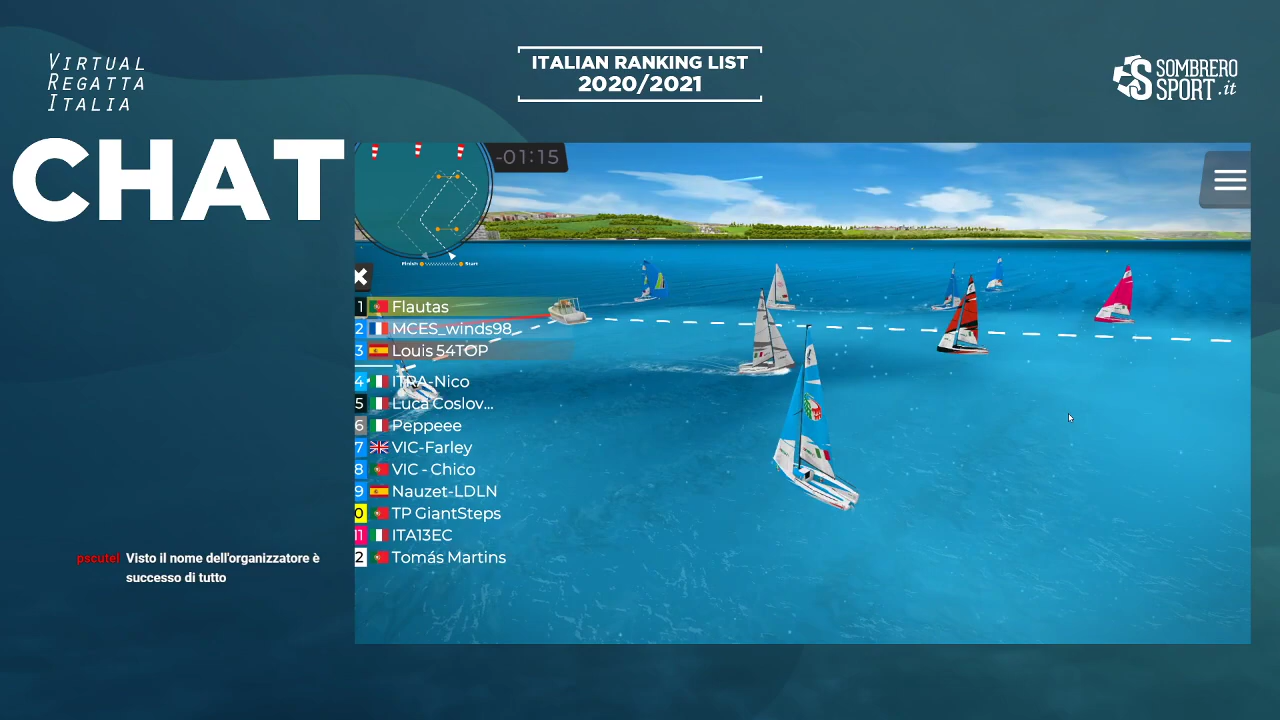 VIRTUAL
REGATTA
ITALIA
ITALIAN RANKING LIST
2020/2021
SOMBRERO
SPORT.it
CHAT
-01:15
Finish
Start
1 Flautas
2 MCES_winds98
3 Louis 54TOP
4 ITRA-Nico
5 Luca Coslov...
6 Peppeee
7 VIC-Farley
8 VIC - Chico
9 Nauzet-LDLN
0 TP GiantSteps
11 ITA13EC
2 Tomás Martins
pscutel Visto il nome dell'organizzatore è
successo di tutto